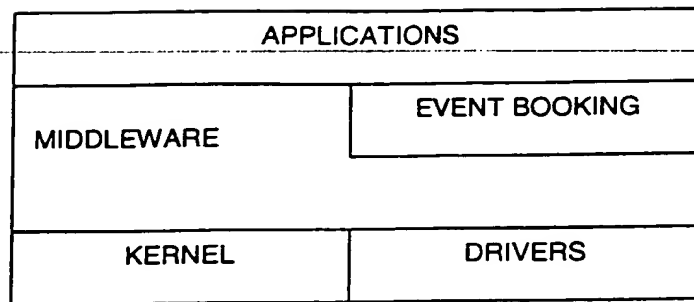 APPLICATIONS
EVENT BOOKING
MIDDLEWARE
KERNEL
DRIVERS